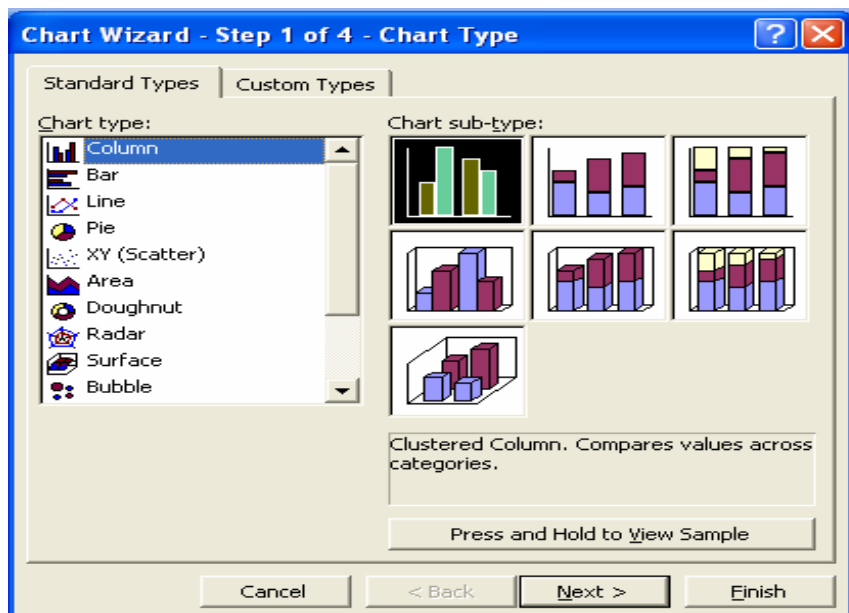 Chart Wizard - Step 1 of 4 - Chart Type
Standard Types
Custom Types
Chart type:
Column
Bar
Line
Pie
XY (Scatter)
Area
Doughnut
Radar
Surface
Bubble
Chart sub-type:
Clustered Column. Compares values across
categories.
Press and Hold to View Sample
Cancel
< Back
Next >
Finish